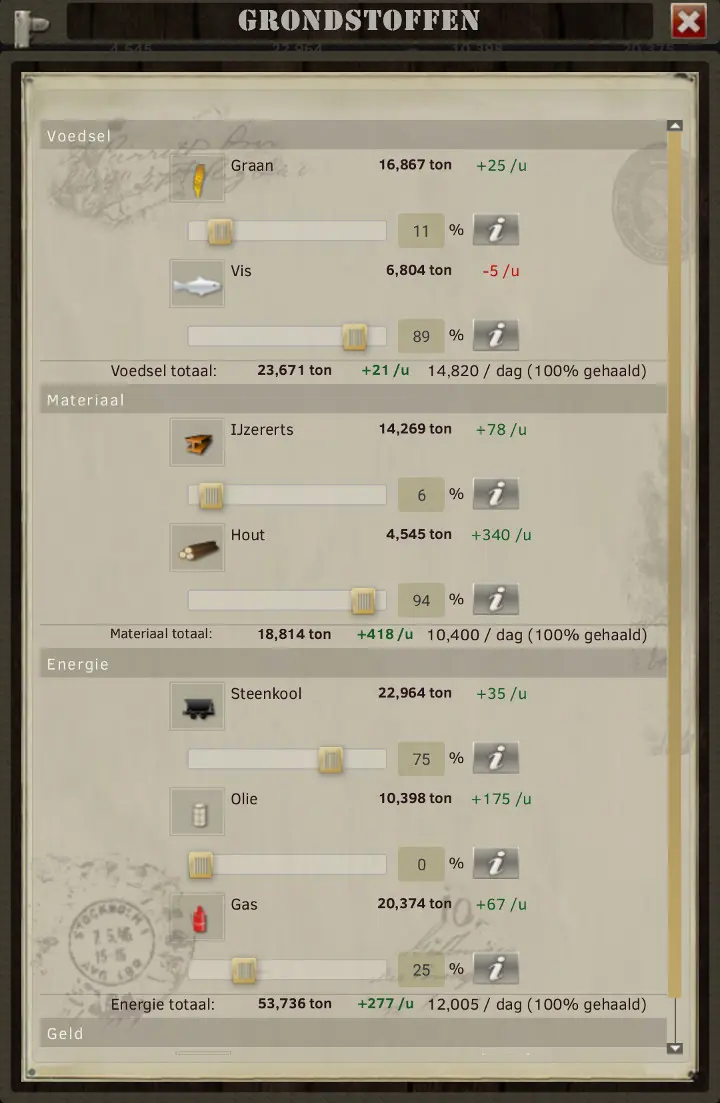 GRONDSTOFFEN
Voedsel
Graan 16,867 ton +25 /u
11 %
Vis 6,804 ton -5 /u
89 %
Voedsel totaal: 23,671 ton +21 /u 14,820 / dag (100% gehaald)
Materiaal
IJzererts 14,269 ton +78 /u
6 %
Hout 4,545 ton +340 /u
94 %
Materiaal totaal: 18,814 ton +418 /u 10,400 / dag (100% gehaald)
Energie
Steenkool 22,964 ton +35 /u
75 %
Olie 10,398 ton +175 /u
0 %
Gas 20,374 ton +67 /u
25 %
Energie totaal: 53,736 ton +277 /u 12,005 / dag (100% gehaald)
Geld